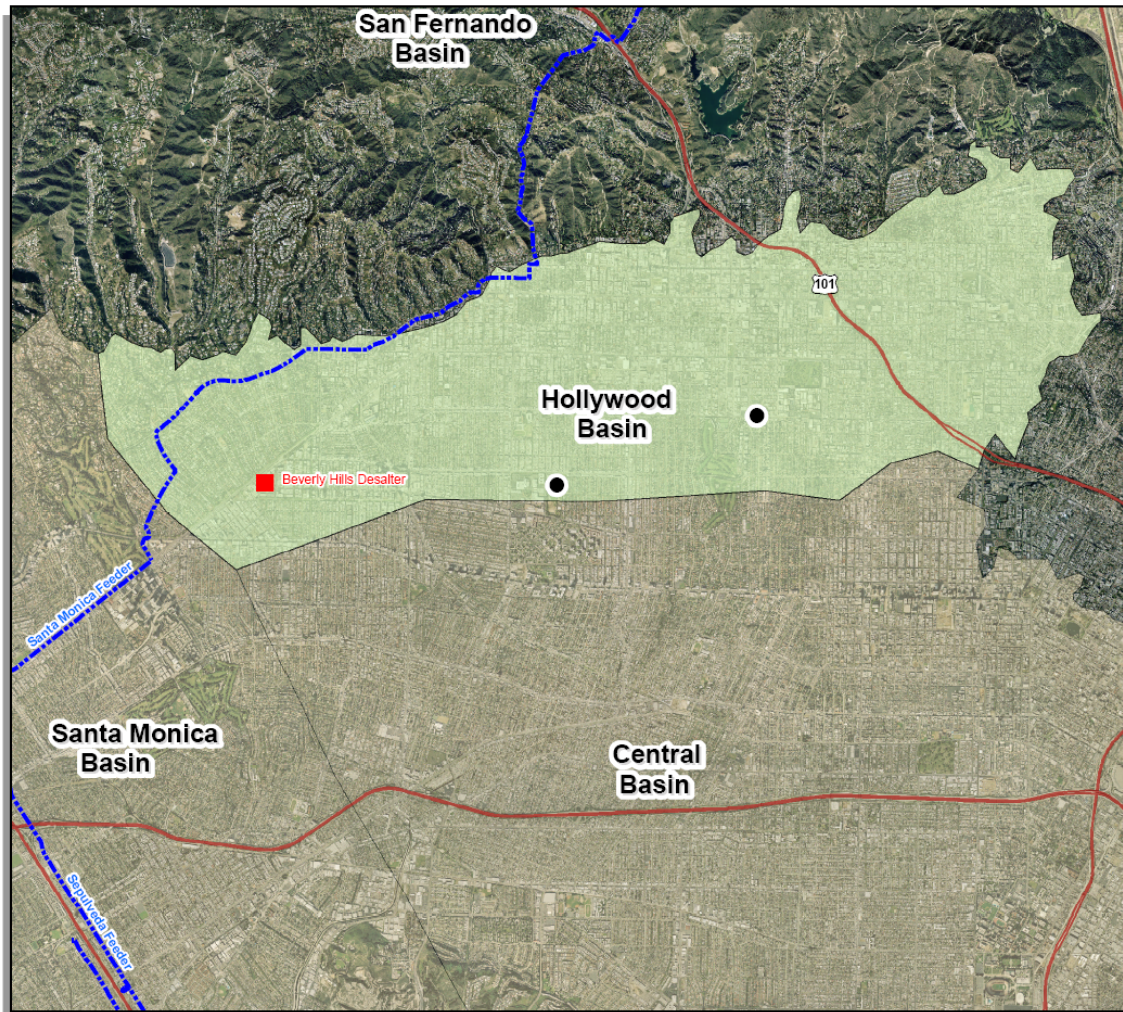 San Fernando
Basin
101
Hollywood
Basin
Beverly Hills Desalter
Santa Monica Feeder
Santa Monica
Basin
Central
Basin
Sepulveda Feeder